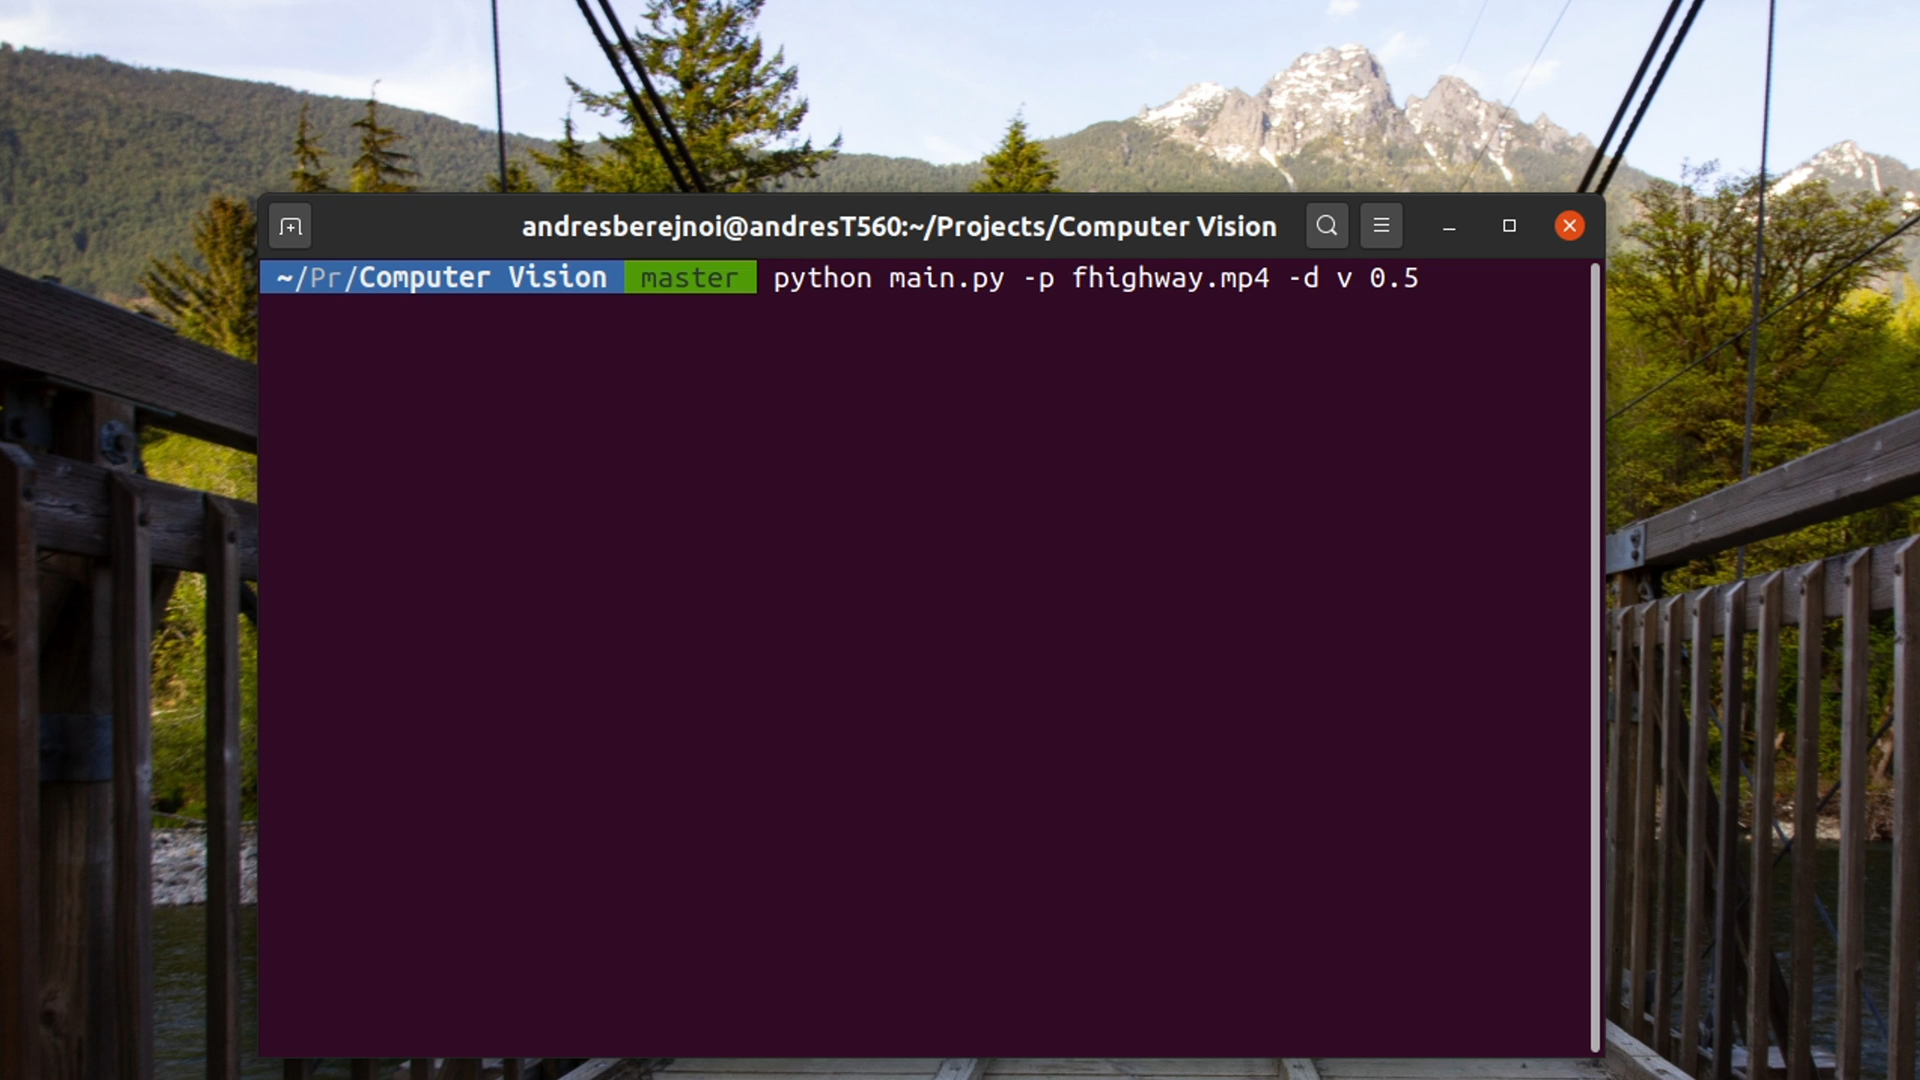 andresberejnoi@andresT560:~/Projects/Computer Vision
~/Pr/Computer Vision master python main.py -p fhighway.mp4 -d v 0.5